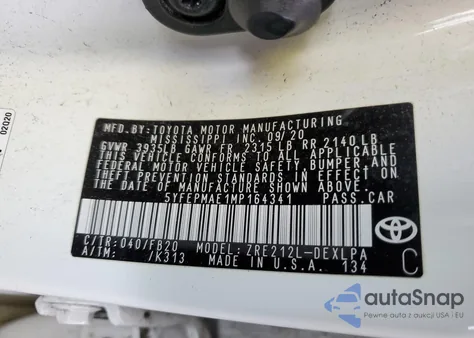 02020
MFD.BY: TOYOTA MOTOR MANUFACTURING
MISSISSIPPI INC. 09/20
GVWR 3935LB GAWR FR 2315 LB RR 2140 LB
THIS VEHICLE CONFORMS TO ALL APPLICABLE
FEDERAL MOTOR VEHICLE SAFETY, BUMPER, AND
THEFT PREVENTION STANDARDS IN EFFECT ON
THE DATE OF MANUFACTURE SHOWN ABOVE.
5YFEPMAE1MP164341 PASS.CAR
C/TR: 040/FB20 MODEL: ZRE212L-DEXLPA
A/TM: /K313 MADE IN U.S.A. 134
C
autoSnap
Pewne auta z USA i EU